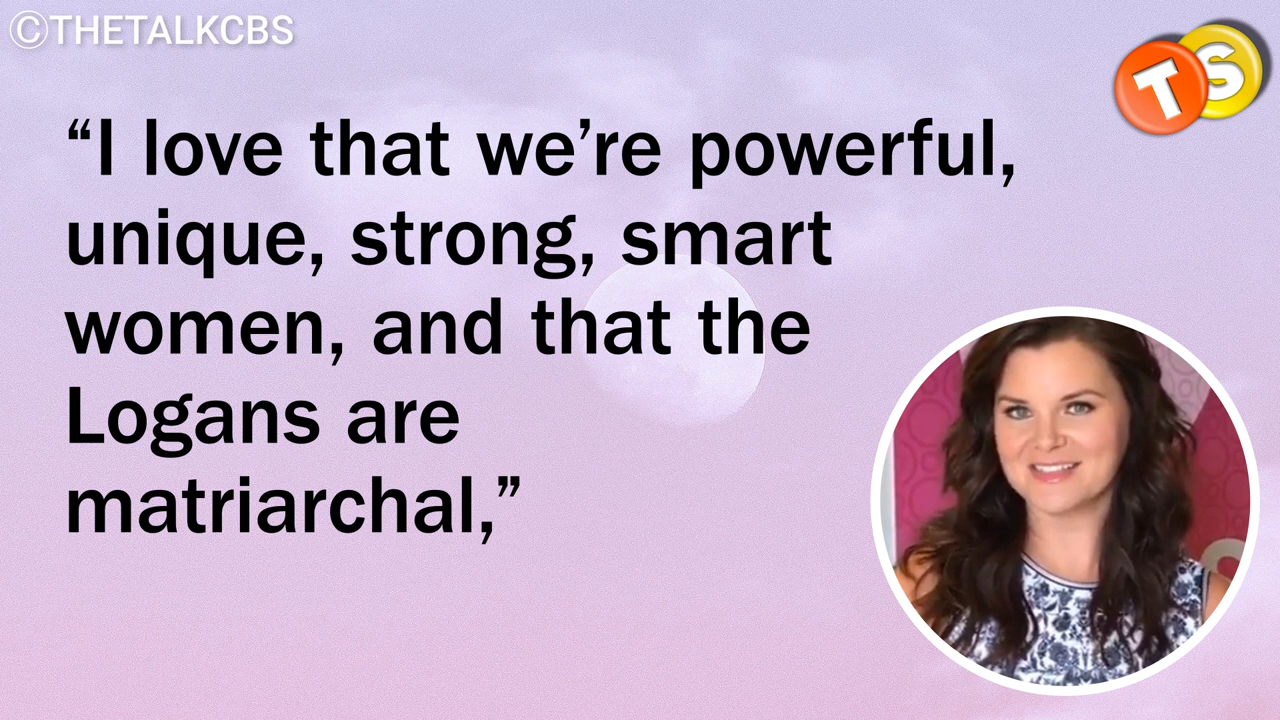 ©THETALKCBS
TS
“I love that we’re powerful,
unique, strong, smart
women, and that the
Logans are
matriarchal,”